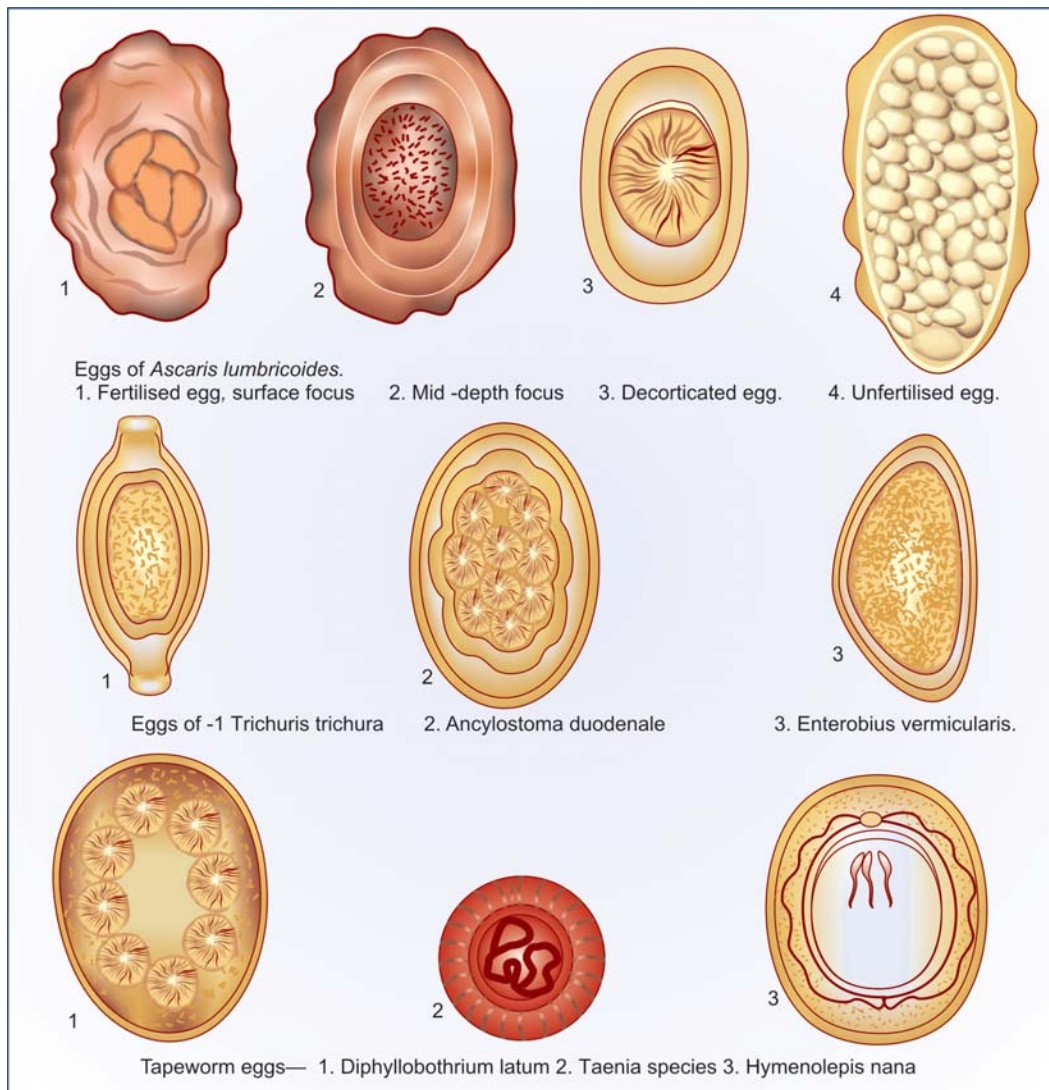 1
2
3
4
Eggs of Ascaris lumbricoides.
1. Fertilised egg, surface focus 2. Mid -depth focus 3. Decorticated egg. 4. Unfertilised egg.
1
2
3
Eggs of -1 Trichuris trichura 2. Ancylostoma duodenale 3. Enterobius vermicularis.
1
2
3
Tapeworm eggs— 1. Diphyllobothrium latum 2. Taenia species 3. Hymenolepis nana